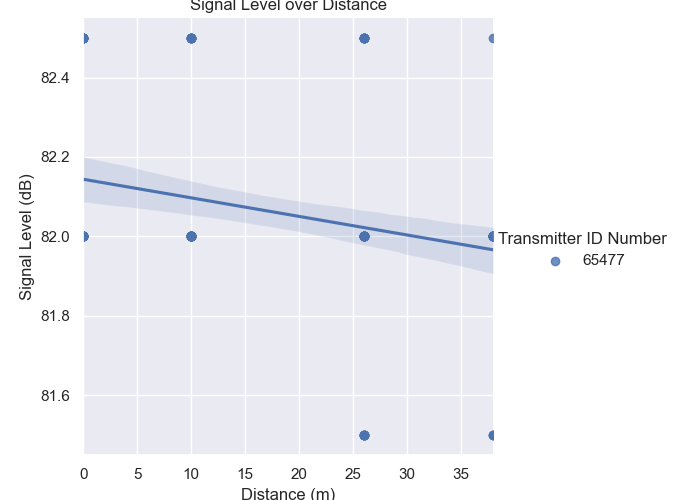 Signal Level over Distance
82.4
82.2
82.0
81.8
81.6
Signal Level (dB)
0 5 10 15 20 25 30 35
Distance (m)
Transmitter ID Number
65477